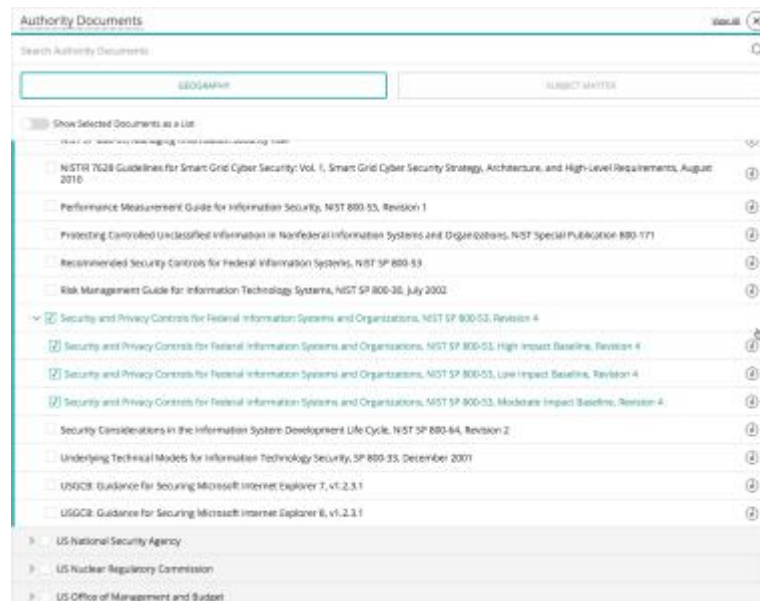 Authority Documents
View All
Search Authority Documents
GEOGRAPHY
SUBJECT MATTER
Show Selected Documents as a List
NISTIR 7628 Guidelines for Smart Grid Cyber Security: Vol. 1, Smart Grid Cyber Security Strategy, Architecture, and High-Level Requirements, August
2010
Performance Measurement Guide for Information Security, NIST 800-55, Revision 1
Protecting Controlled Unclassified Information in Nonfederal Information Systems and Organizations, NIST Special Publication 800-171
Recommended Security Controls for Federal Information Systems, NIST SP 800-53
Risk Management Guide for Information Technology Systems, NIST SP 800-30, July 2002
Security and Privacy Controls for Federal Information Systems and Organizations, NIST SP 800-53, Revision 4
Security and Privacy Controls for Federal Information Systems and Organizations, NIST SP 800-53, High Impact Baseline, Revision 4
Security and Privacy Controls for Federal Information Systems and Organizations, NIST SP 800-53, Low Impact Baseline, Revision 4
Security and Privacy Controls for Federal Information Systems and Organizations, NIST SP 800-53, Moderate Impact Baseline, Revision 4
Security Considerations in the Information System Development Life Cycle, NIST SP 800-64, Revision 2
Underlying Technical Models for Information Technology Security, SP 800-33, December 2001
USGCB: Guidance for Securing Microsoft Internet Explorer 7, v1.2.3.1
USGCB: Guidance for Securing Microsoft Internet Explorer 8, v1.2.3.1
US National Security Agency
US Nuclear Regulatory Commission
US Office of Management and Budget